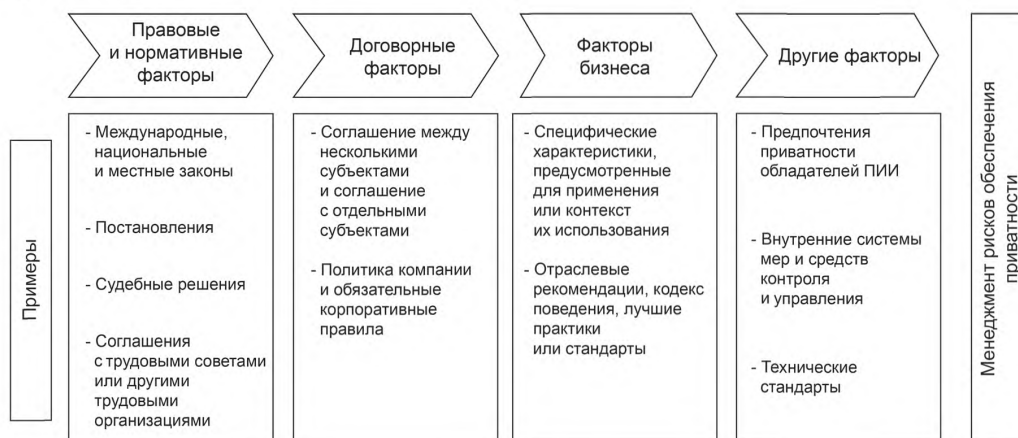 Правовые
и нормативные
факторы
Договорные
факторы
Факторы
бизнеса
Другие факторы
Примеры
- Международные,
национальные
и местные законы
- Постановления
- Судебные решения
- Соглашения
с трудовыми советами
или другими
трудовыми
организациями
- Соглашение между
несколькими
субъектами
и соглашение
с отдельными
субъектами
- Политика компании
и обязательные
корпоративные
правила
- Специфические
характеристики,
предусмотренные
для применения
или контекст
их использования
- Отраслевые
рекомендации, кодекс
поведения, лучшие
практики
или стандарты
- Предпочтения
приватности
обладателей ПИИ
- Внутренние системы
мер и средств
контроля
и управления
- Технические
стандарты
Менеджмент рисков обеспечения
приватности